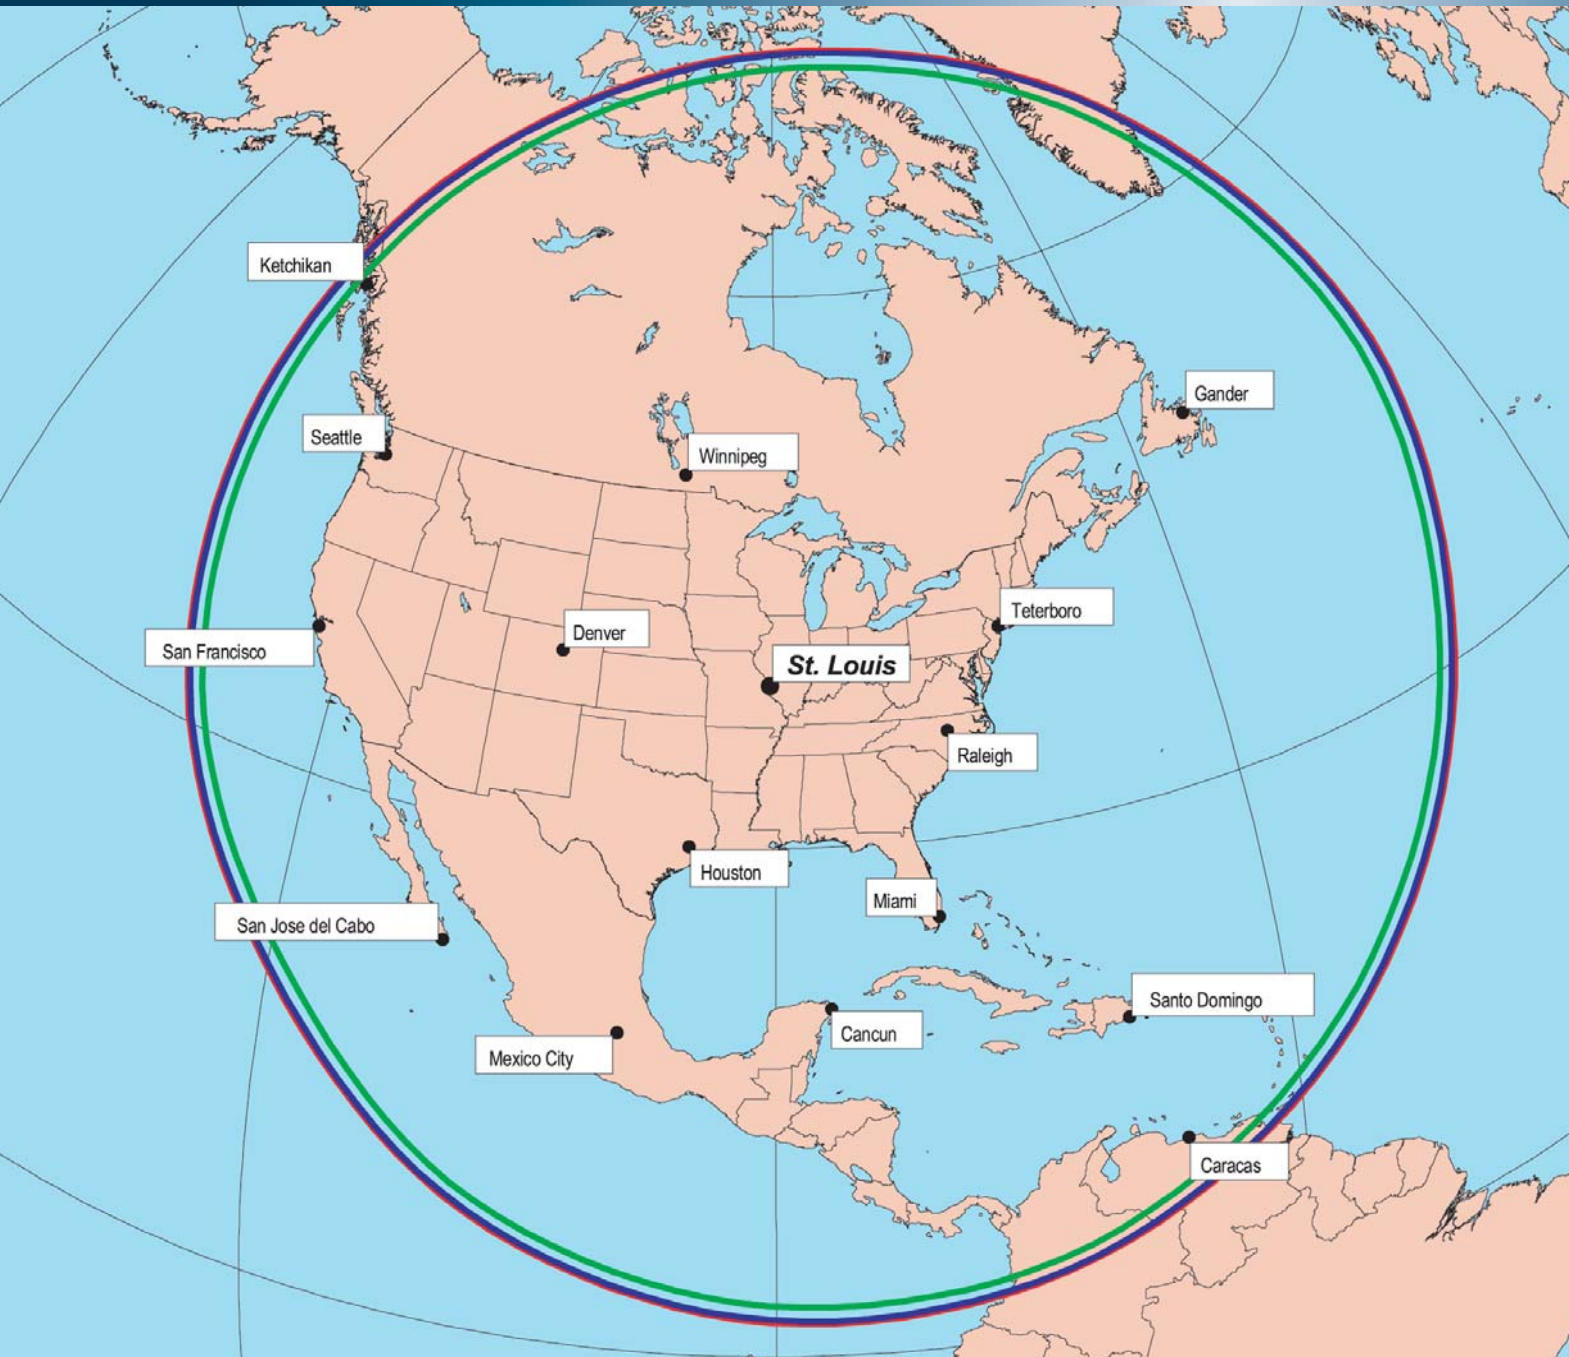 Ketchikan
Gander
Seattle
Winnipeg
Teterboro
Denver
San Francisco
St. Louis
Raleigh
Houston
Miami
San Jose del Cabo
Santo Domingo
Cancun
Mexico City
Caracas